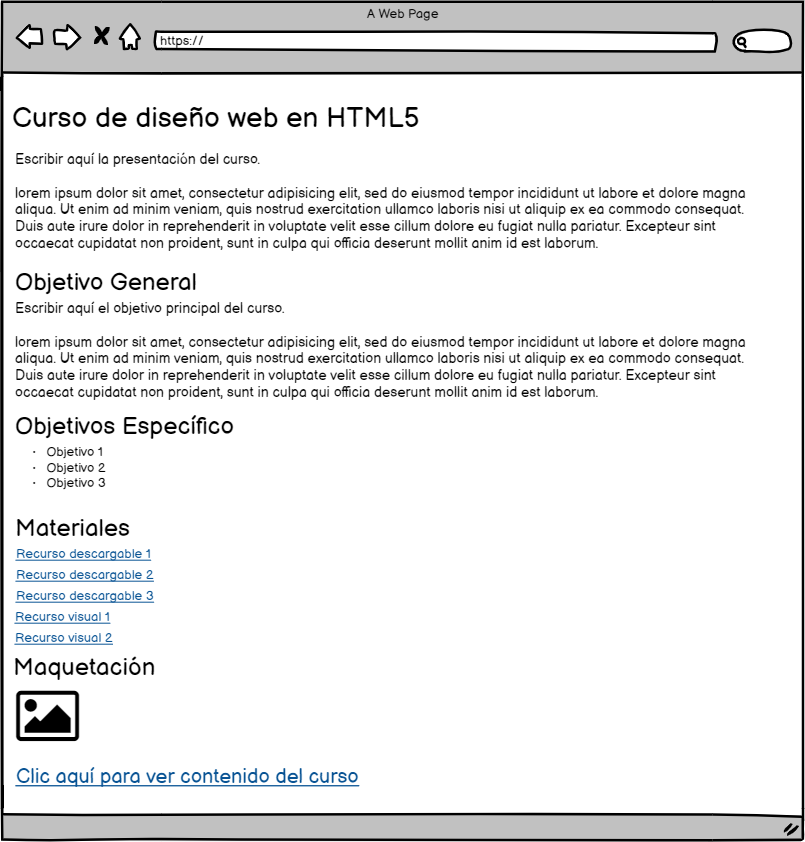 A Web Page
https://
Curso de diseño web en HTML5
Escribir aquí la presentación del curso.
lorem ipsum dolor sit amet, consectetur adipisicing elit, sed do eiusmod tempor incididunt ut labore et dolore magna
aliqua. Ut enim ad minim veniam, quis nostrud exercitation ullamco laboris nisi ut aliquip ex ea commodo consequat.
Duis aute irure dolor in reprehenderit in voluptate velit esse cillum dolore eu fugiat nulla pariatur. Excepteur sint
occaecat cupidatat non proident, sunt in culpa qui officia deserunt mollit anim id est laborum.
Objetivo General
Escribir aquí el objetivo principal del curso.
lorem ipsum dolor sit amet, consectetur adipisicing elit, sed do eiusmod tempor incididunt ut labore et dolore magna
aliqua. Ut enim ad minim veniam, quis nostrud exercitation ullamco laboris nisi ut aliquip ex ea commodo consequat.
Duis aute irure dolor in reprehenderit in voluptate velit esse cillum dolore eu fugiat nulla pariatur. Excepteur sint
occaecat cupidatat non proident, sunt in culpa qui officia deserunt mollit anim id est laborum.
Objetivos Específico
· Objetivo 1
· Objetivo 2
· Objetivo 3
Materiales
Recurso descargable 1
Recurso descargable 2
Recurso descargable 3
Recurso visual 1
Recurso visual 2
Maquetación
Clic aquí para ver contenido del curso